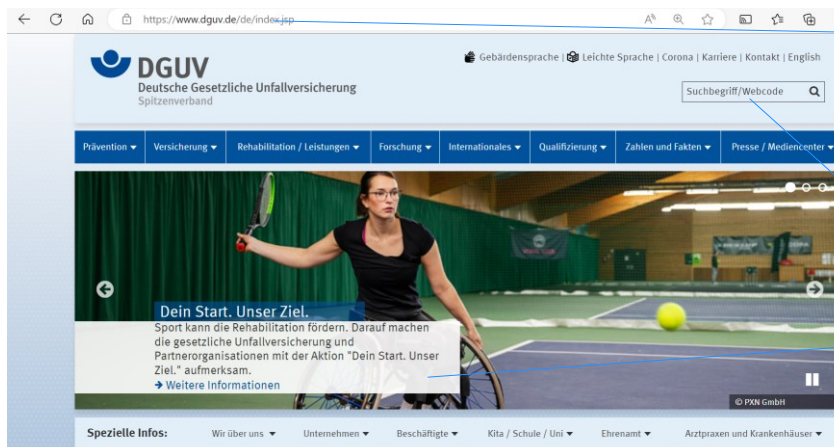 https://www.dguv.de/de/index.jsp
Gebärdensprache | Leichte Sprache | Corona | Karriere | Kontakt | English
DGUV
Deutsche Gesetzliche Unfallversicherung
Spitzenverband
Suchbegriff/Webcode
Prävention Versicherung Rehabilitation / Leistungen Forschung Internationales Qualifizierung Zahlen und Fakten Presse / Mediencenter
Dein Start. Unser Ziel.
Sport kann die Rehabilitation fördern. Darauf machen
die gesetzliche Unfallversicherung und
Partnerorganisationen mit der Aktion "Dein Start. Unser
Ziel." aufmerksam.
Weitere Informationen
© PXN GmbH
Spezielle Infos: Wir über uns Unternehmen Beschäftigte Kita / Schule / Uni Ehrenamt Arztpraxen und Krankenhäuser